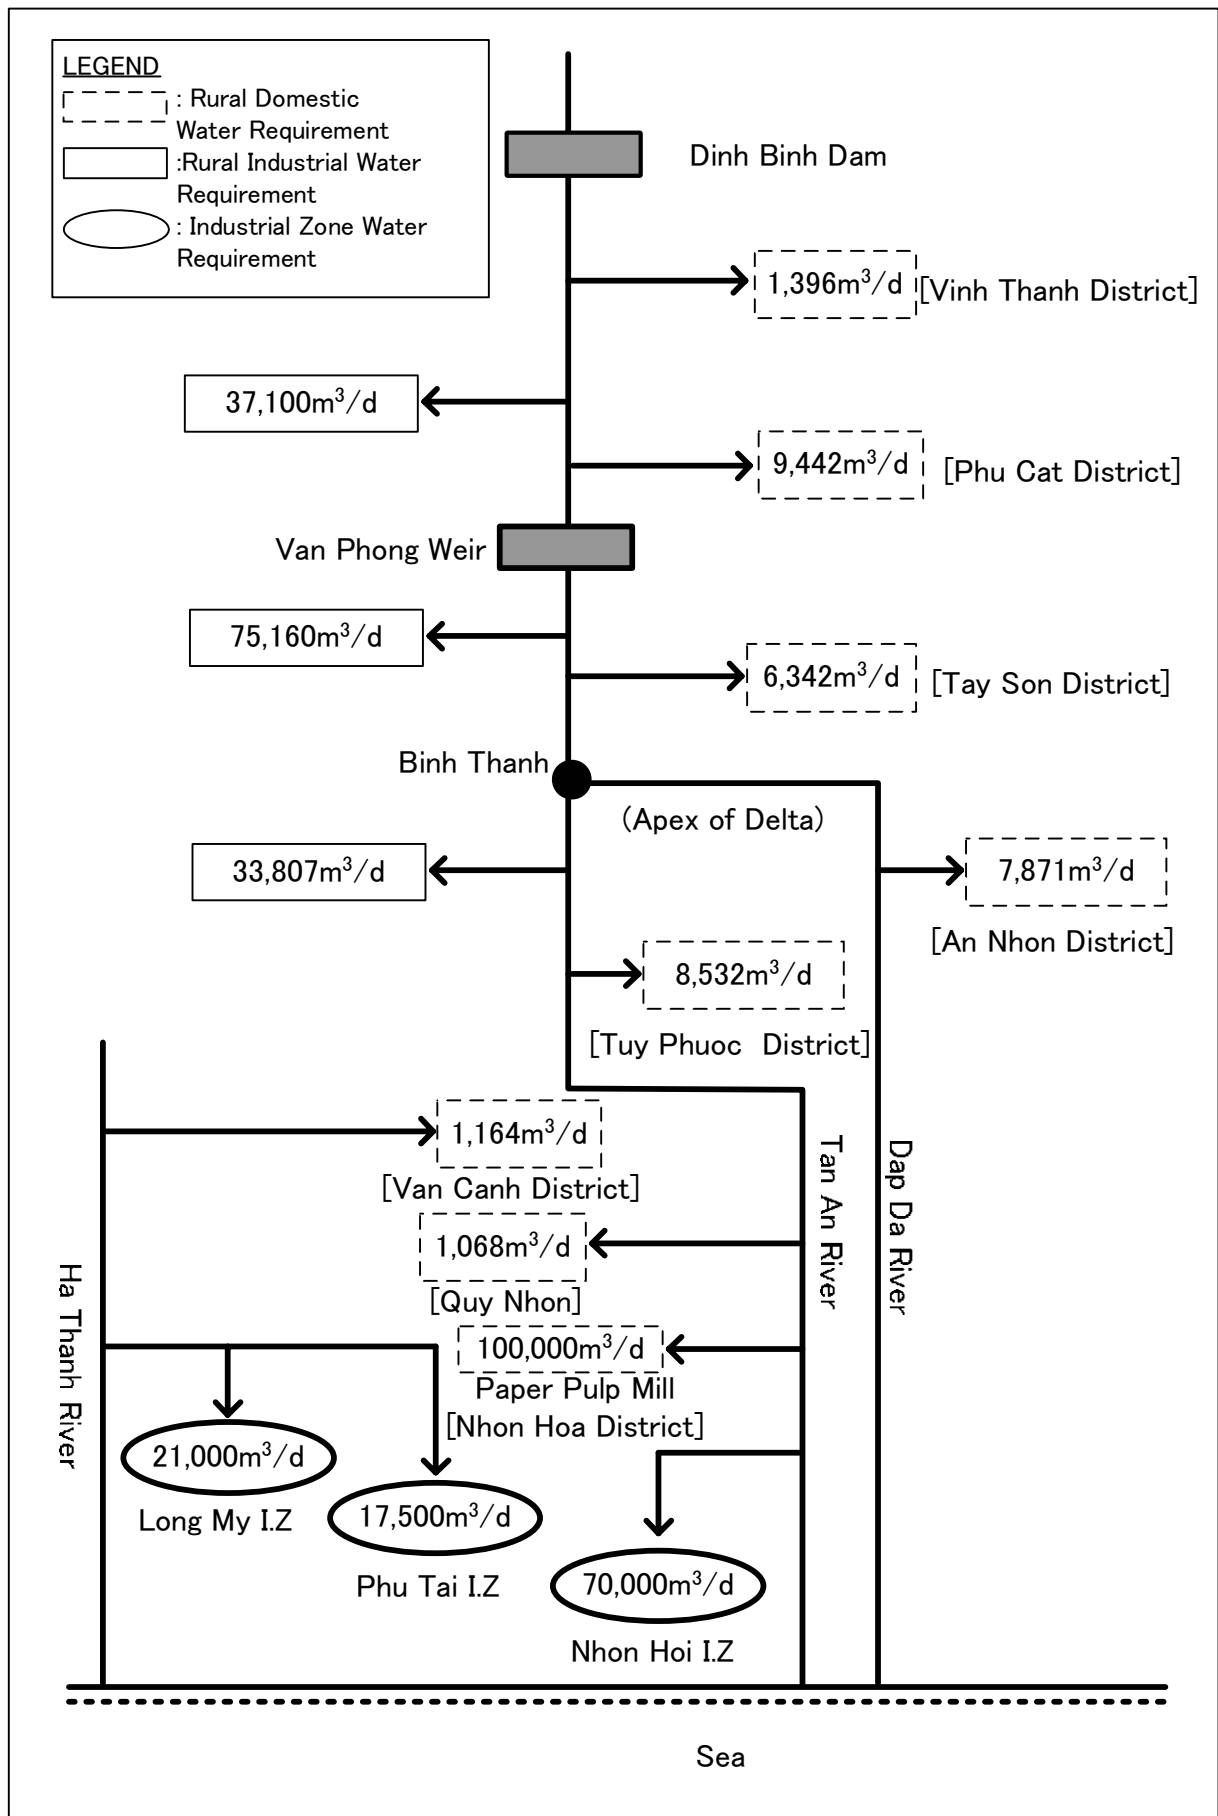 LEGEND
: Rural Domestic
Water Requirement
:Rural Industrial Water
Requirement
: Industrial Zone Water
Requirement
Dinh Binh Dam
1,396m³/d
[Vinh Thanh District]
37,100m³/d
9,442m³/d
[Phu Cat District]
Van Phong Weir
75,160m³/d
6,342m³/d
[Tay Son District]
Binh Thanh
(Apex of Delta)
33,807m³/d
7,871m³/d
[An Nhon District]
8,532m³/d
[Tuy Phuoc District]
1,164m³/d
[Van Canh District]
Tan An River
Dap Da River
1,068m³/d
[Quy Nhon]
Ha Thanh River
100,000m³/d
Paper Pulp Mill
[Nhon Hoa District]
21,000m³/d
Long My I.Z
17,500m³/d
Phu Tai I.Z
70,000m³/d
Nhon Hoi I.Z
Sea